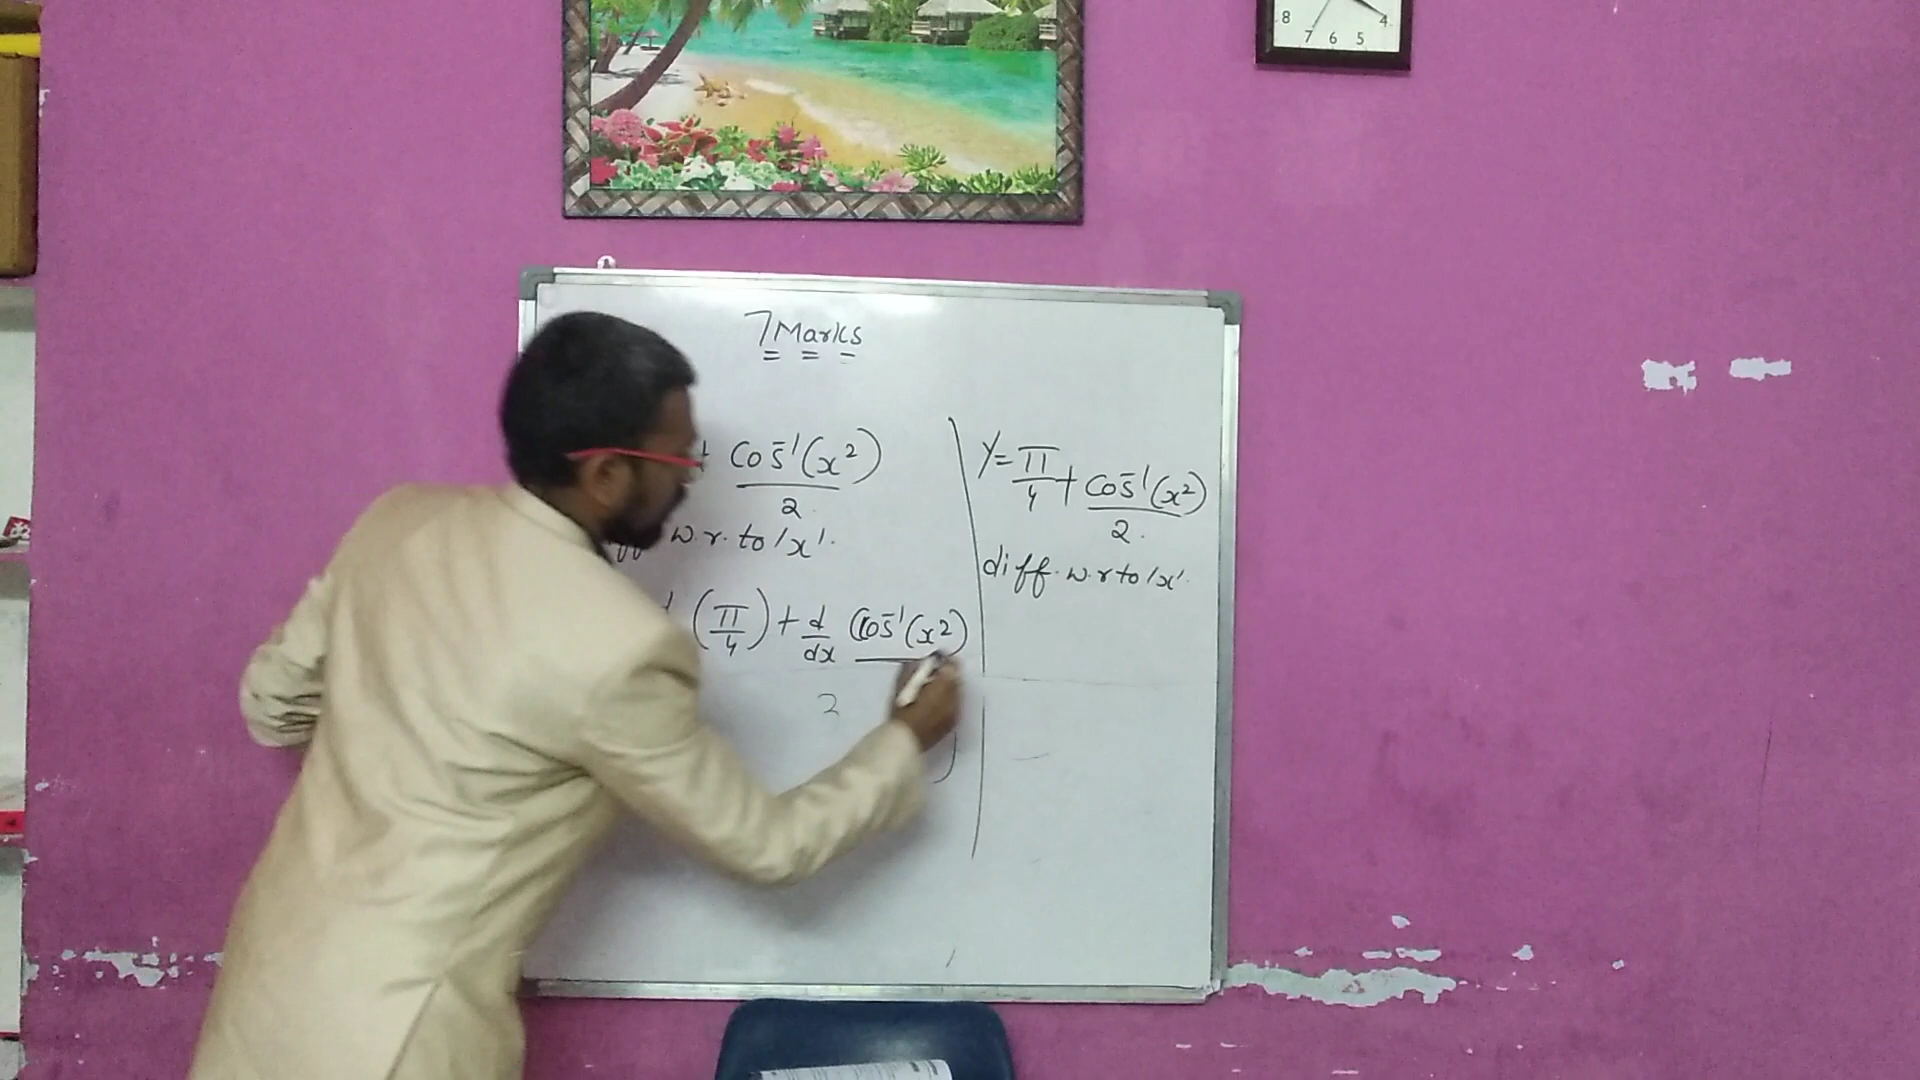 7 Marks
Cos⁻¹(x²)
2
w.r.to 'x'.
(π/4) + d/dx Cos⁻¹(x²)
2
y = π/4 + Cos⁻¹(x²)
2.
diff. w.r to 'x'.
8 7 6 5 4